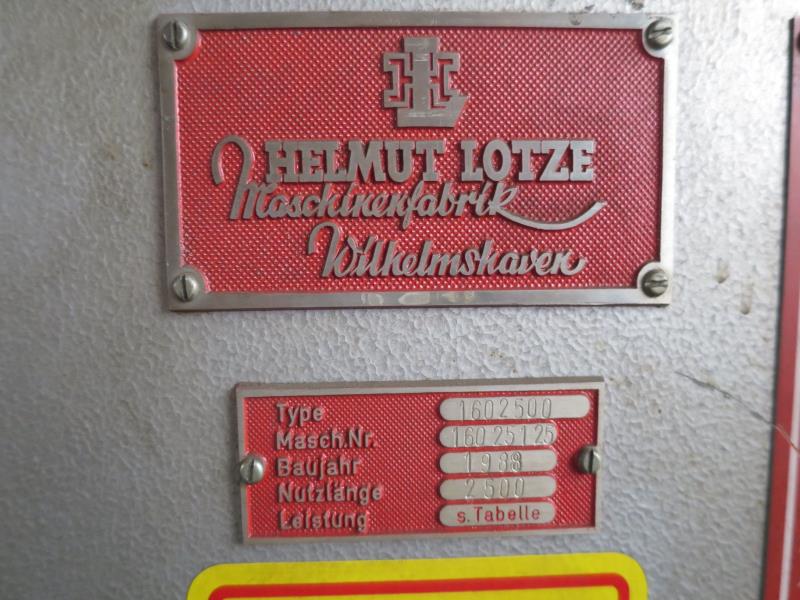 HELMUT LOTZE
Maschinenfabrik
Wilhelmshaven
Type 1602500
Masch.Nr. 16025125
Baujahr 1988
Nutzlänge 2500
Leistung s.Tabelle